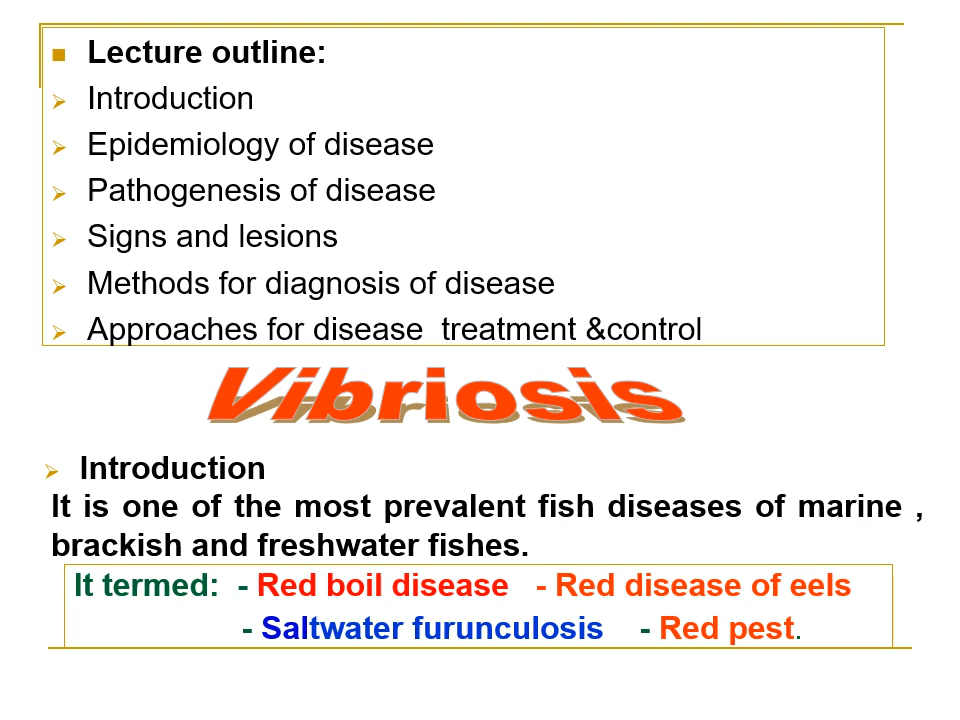 Lecture outline:
Introduction
Epidemiology of disease
Pathogenesis of disease
Signs and lesions
Methods for diagnosis of disease
Approaches for disease  treatment &control
Vibriosis
Introduction
It is one of the most prevalent fish diseases of marine ,
brackish and freshwater fishes.
It termed:  - Red boil disease   - Red disease of eels
- Saltwater furunculosis    - Red pest.